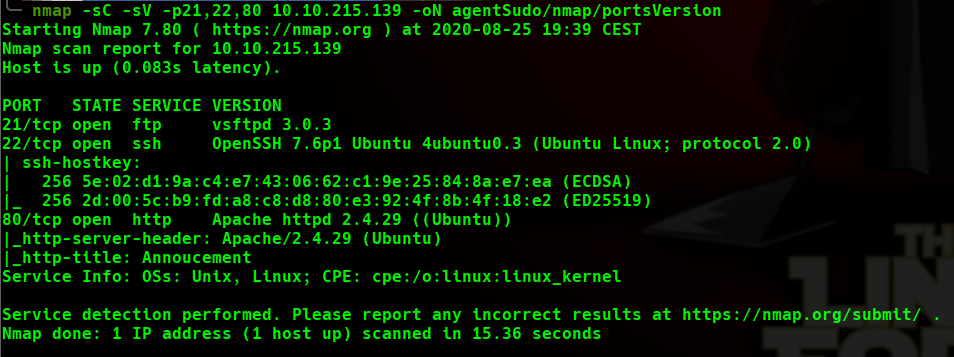 nmap -sC -sV -p21,22,80 10.10.215.139 -oN agentSudo/nmap/portsVersion
Starting Nmap 7.80 ( https://nmap.org ) at 2020-08-25 19:39 CEST
Nmap scan report for 10.10.215.139
Host is up (0.083s latency).

PORT   STATE SERVICE VERSION
21/tcp open  ftp     vsftpd 3.0.3
22/tcp open  ssh     OpenSSH 7.6p1 Ubuntu 4ubuntu0.3 (Ubuntu Linux; protocol 2.0)
| ssh-hostkey:
|   256 5e:02:d1:9a:c4:e7:43:06:62:c1:9e:25:84:8a:e7:ea (ECDSA)
|_  256 2d:00:5c:b9:fd:a8:c8:d8:80:e3:92:4f:8b:4f:18:e2 (ED25519)
80/tcp open  http    Apache httpd 2.4.29 ((Ubuntu))
|_http-server-header: Apache/2.4.29 (Ubuntu)
|_http-title: Annoucement
Service Info: OSs: Unix, Linux; CPE: cpe:/o:linux:linux_kernel

Service detection performed. Please report any incorrect results at https://nmap.org/submit/ .
Nmap done: 1 IP address (1 host up) scanned in 15.36 seconds
TH
LIN
FO